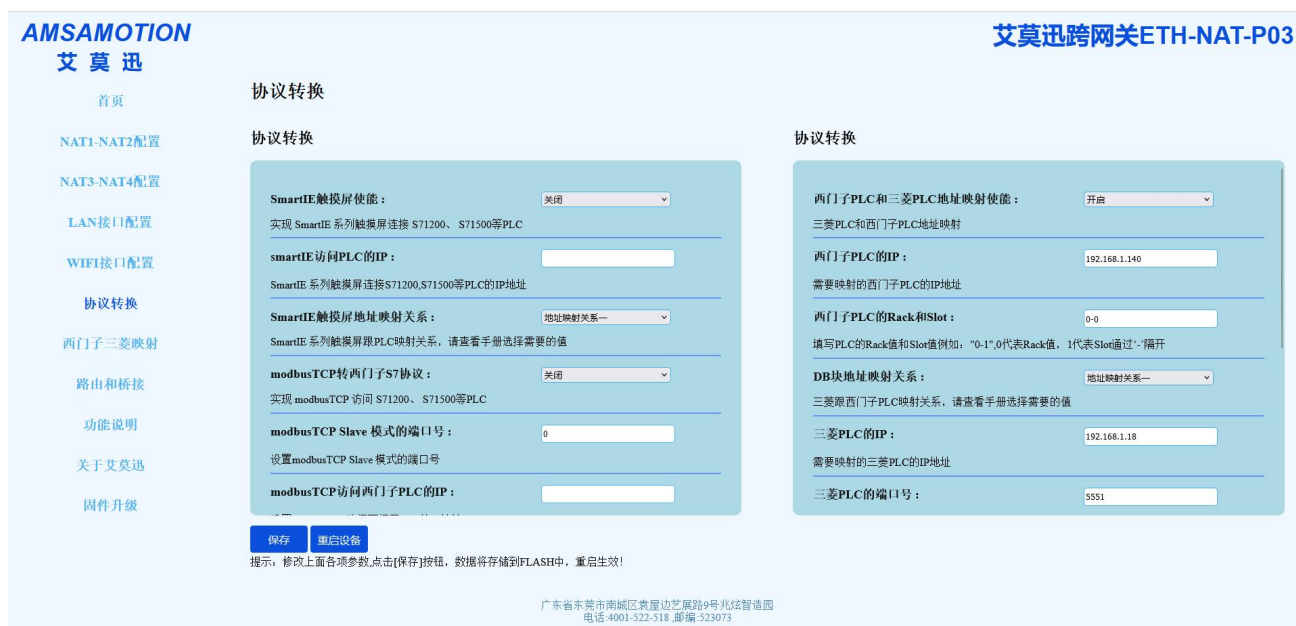 AMSAMOTION
艾莫迅
艾莫迅跨网关ETH-NAT-P03
首页
NAT1-NAT2配置
NAT3-NAT4配置
LAN接口配置
WIFI接口配置
协议转换
西门子三菱映射
路由和桥接
功能说明
关于艾莫迅
固件升级
协议转换
协议转换
SmartIE触摸屏使能：
关闭
实现 SmartIE 系列触摸屏连接 S71200、 S71500等PLC
smartIE访问PLC的IP：
SmartIE 系列触摸屏连接S71200,S71500等PLC的IP地址
SmartIE触摸屏地址映射关系：
地址映射关系一
SmartIE 系列触摸屏跟PLC映射关系，请查看手册选择需要的值
modbusTCP转西门子S7协议：
关闭
实现 modbusTCP 访问 S71200、 S71500等PLC
modbusTCP Slave 模式的端口号：
0
设置modbusTCP Slave 模式的端口号
modbusTCP访问西门子PLC的IP：
协议转换
西门子PLC和三菱PLC地址映射使能：
开启
三菱PLC和西门子PLC地址映射
西门子PLC的IP：
192.168.1.140
需要映射的西门子PLC的IP地址
西门子PLC的Rack和Slot：
0-0
填写PLC的Rack值和Slot值例如："0-1",0代表Rack值， 1代表Slot通过'-'隔开
DB块地址映射关系：
地址映射关系一
三菱跟西门子PLC映射关系，请查看手册选择需要的值
三菱PLC的IP：
192.168.1.18
需要映射的三菱PLC的IP地址
三菱PLC的端口号：
5551
保存
重启设备
提示：修改上面各项参数,点击[保存]按钮，数据将存储到FLASH中，重启生效！
广东省东莞市南城区袁屋边艺展路9号兆炫智造园
电话:4001-522-518 ,邮编:523073